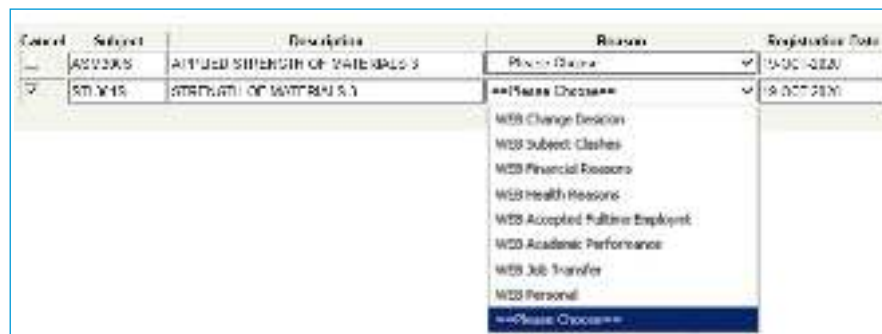 Cancel Subject Description Reason Registration Date
APPLIED STRENGTH OF MATERIALS 3 Please Choose 19-OCT-2020
STRENGTH OF MATERIALS 3 ==Please Choose== 19-OCT-2020
WEB Change Decision
WEB Subject Clashes
WEB Financial Reasons
WEB Health Reasons
WEB Accepted Fulltime Employmt
WEB Academic Performance
WEB Job Transfer
WEB Personal
==Please Choose==